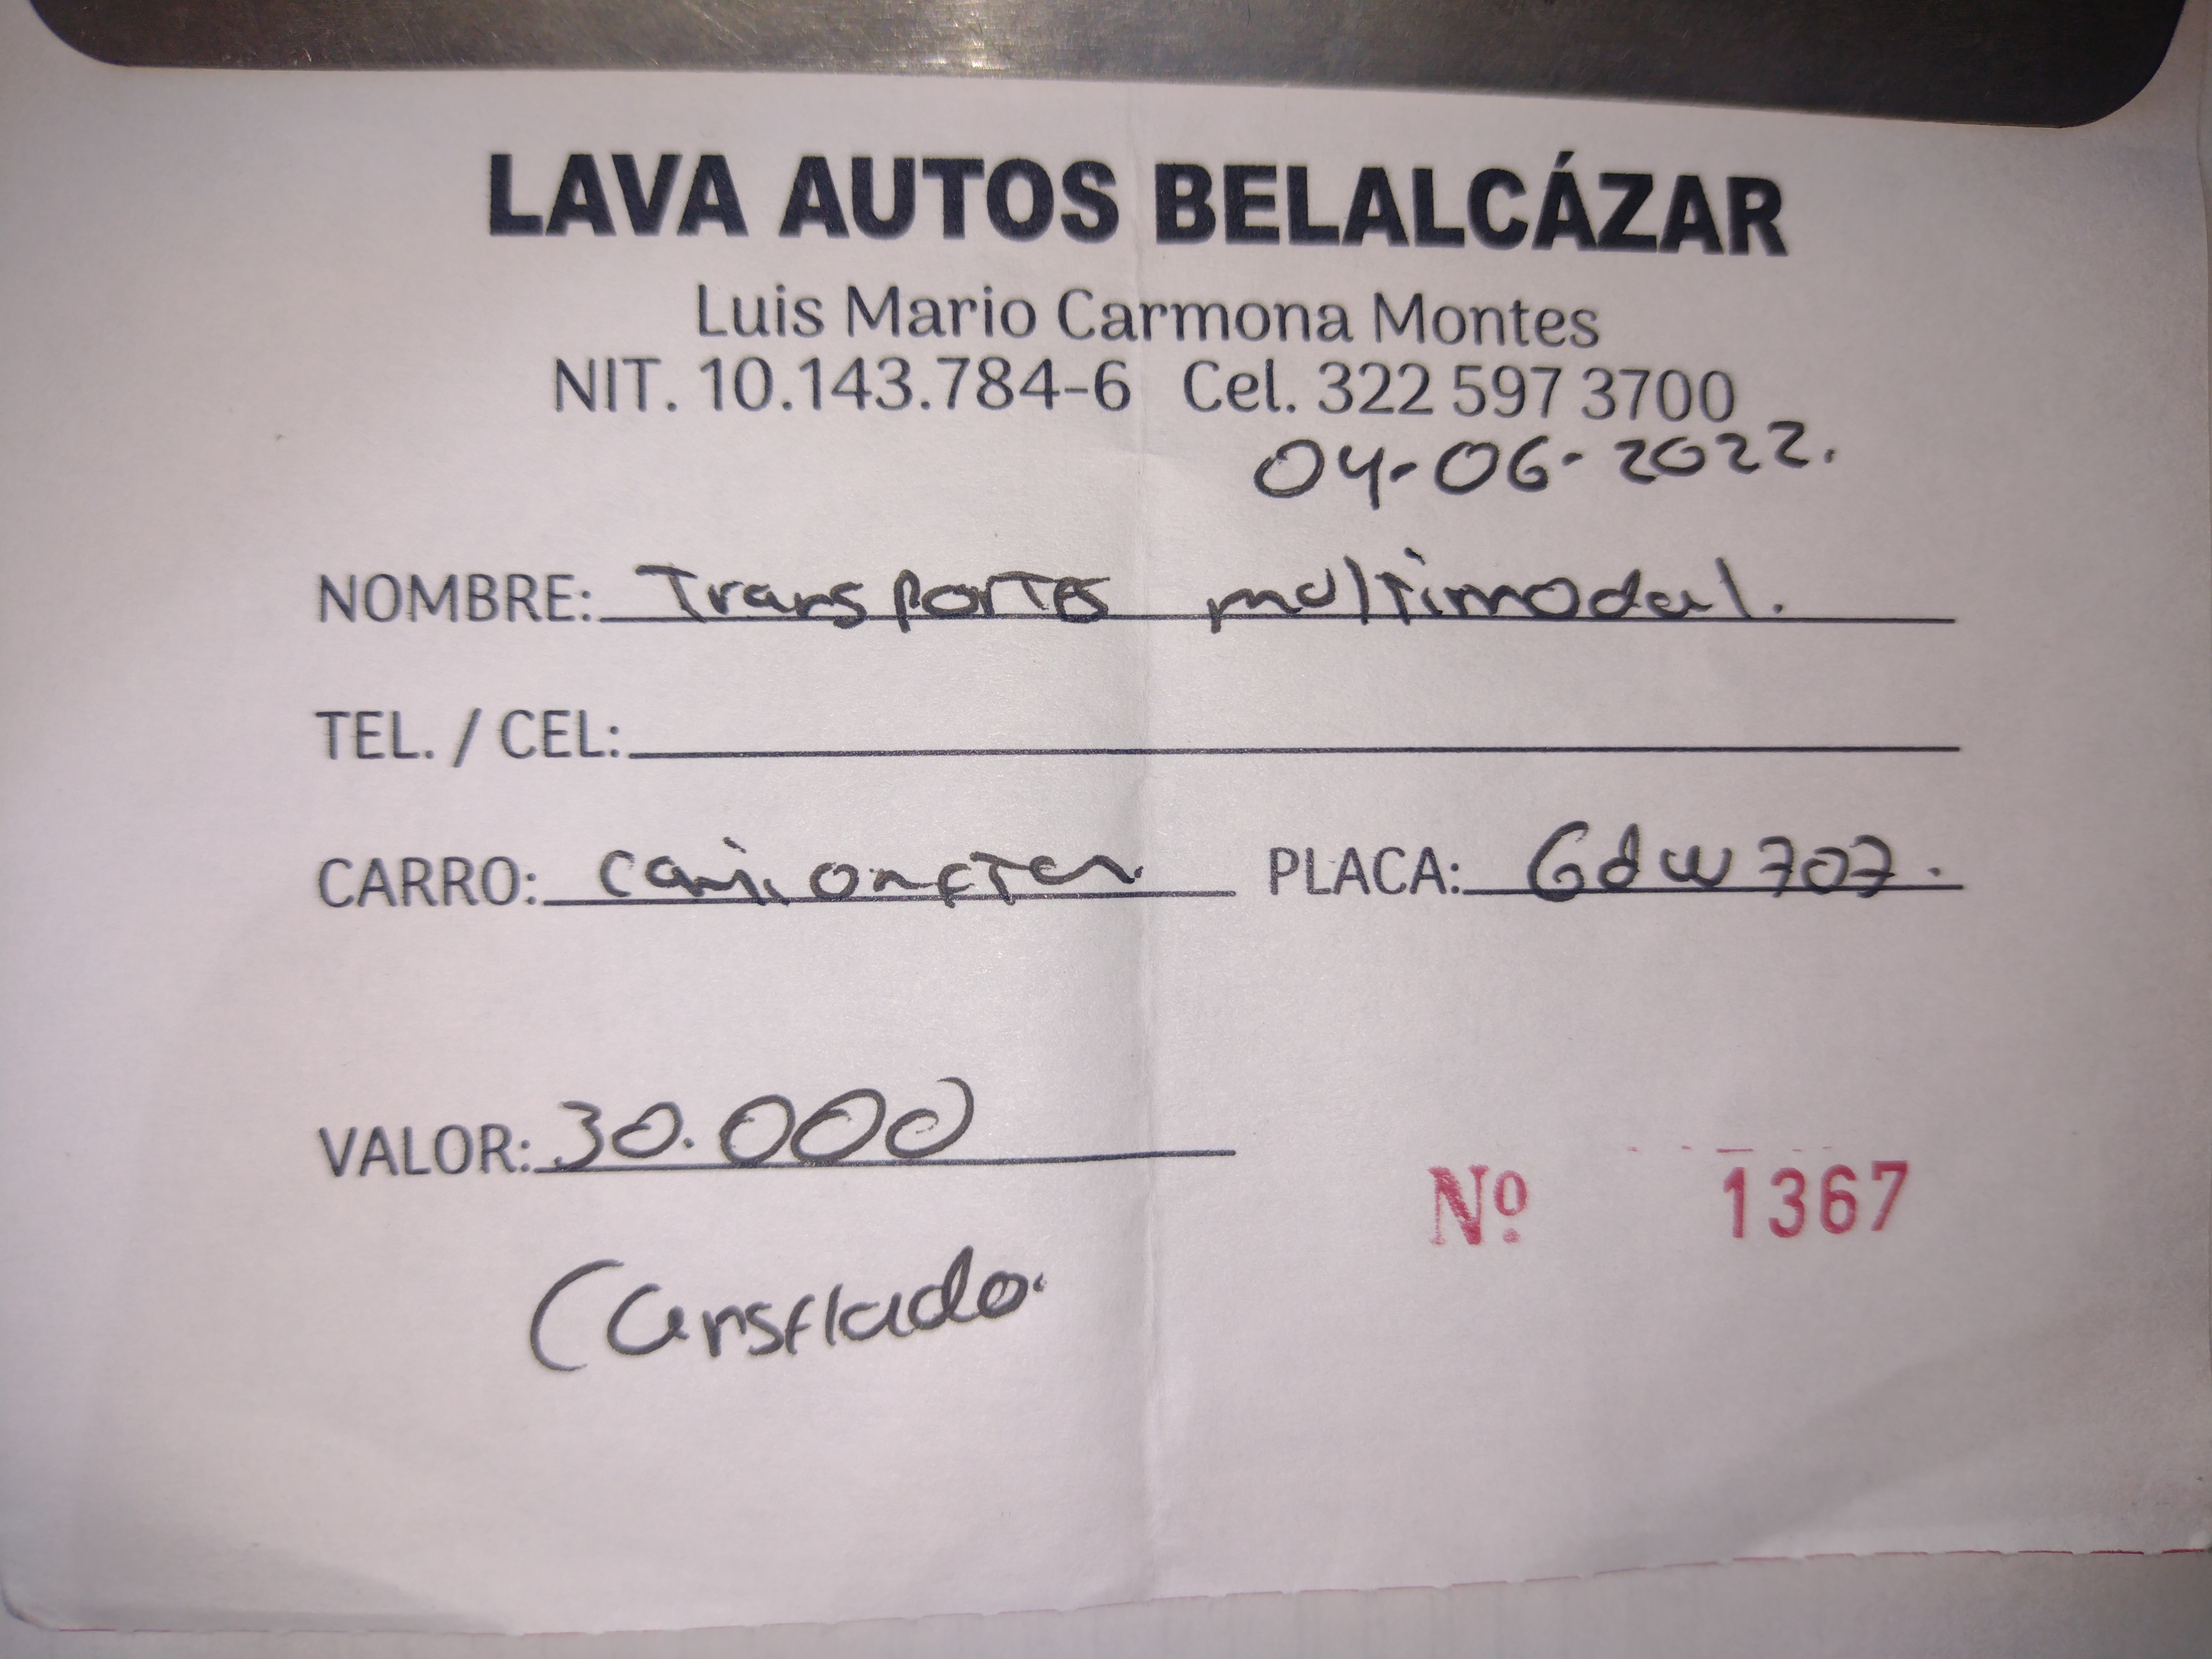 LAVA AUTOS BELALCÁZAR
Luis Mario Carmona Montes
NIT. 10.143.784-6 Cel. 322 597 3700
04-06-2022.
NOMBRE: Transportes multimodal.
TEL. / CEL:
CARRO: Camioneta. PLACA: Gdw707.
VALOR: 30.000
Nº 1367